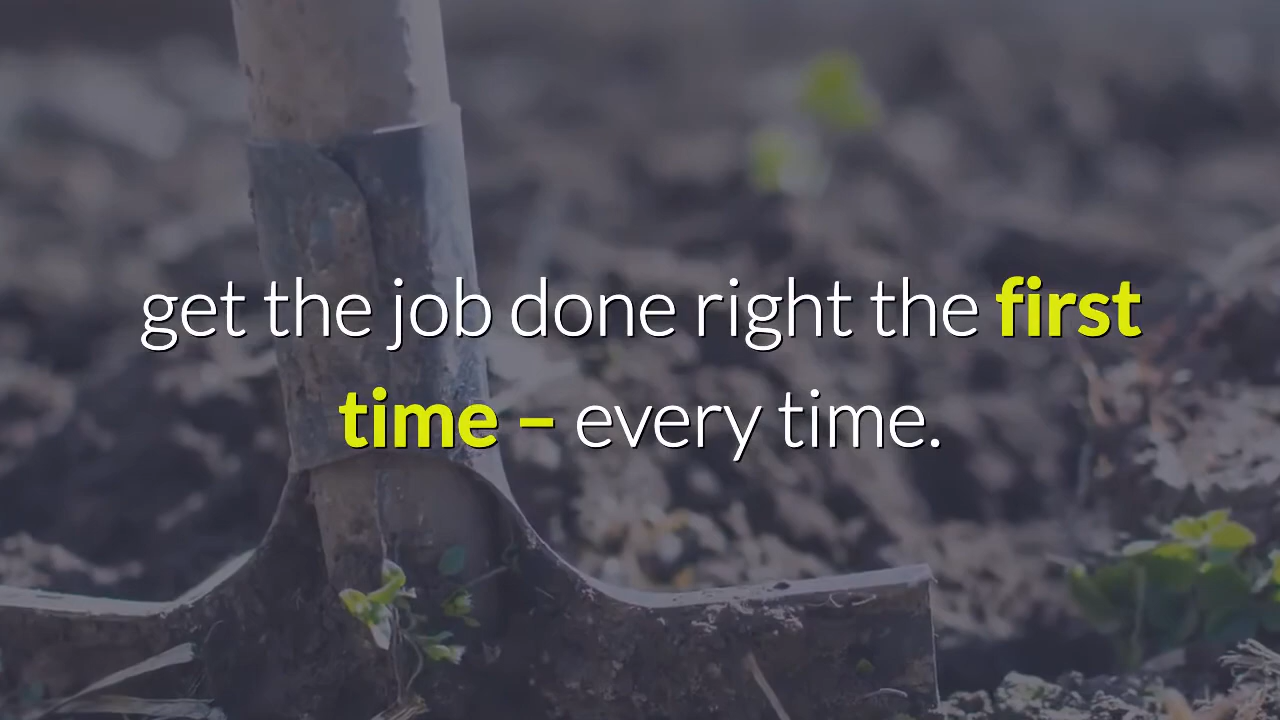 get the job done right the first
time – every time.